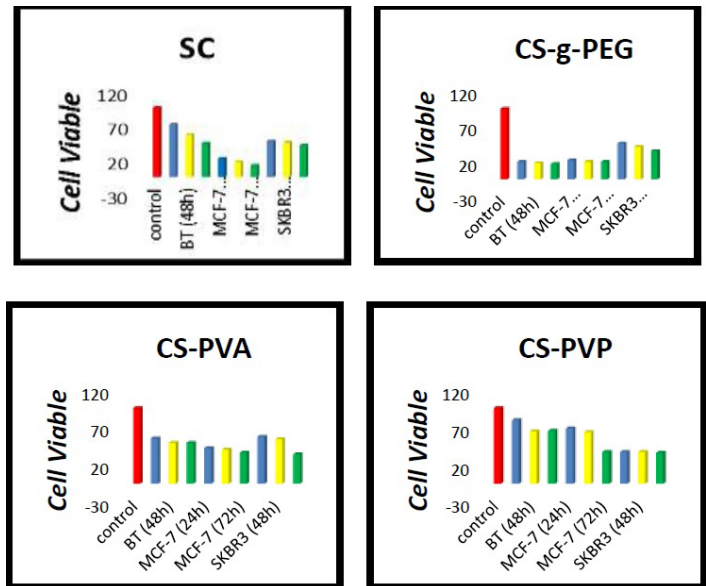 SC
Cell Viable
120
70
20
-30
control
BT (48h)
MCF-7...
MCF-7...
SKBR3...
CS-g-PEG
Cell Viable
120
70
20
-30
control
BT (48h)
MCF-7...
MCF-7...
SKBR3...
CS-PVA
Cell Viable
120
70
20
-30
control
BT (48h)
MCF-7 (24h)
MCF-7 (72h)
SKBR3 (48h)
CS-PVP
Cell Viable
120
70
20
-30
control
BT (48h)
MCF-7 (24h)
MCF-7 (72h)
SKBR3 (48h)